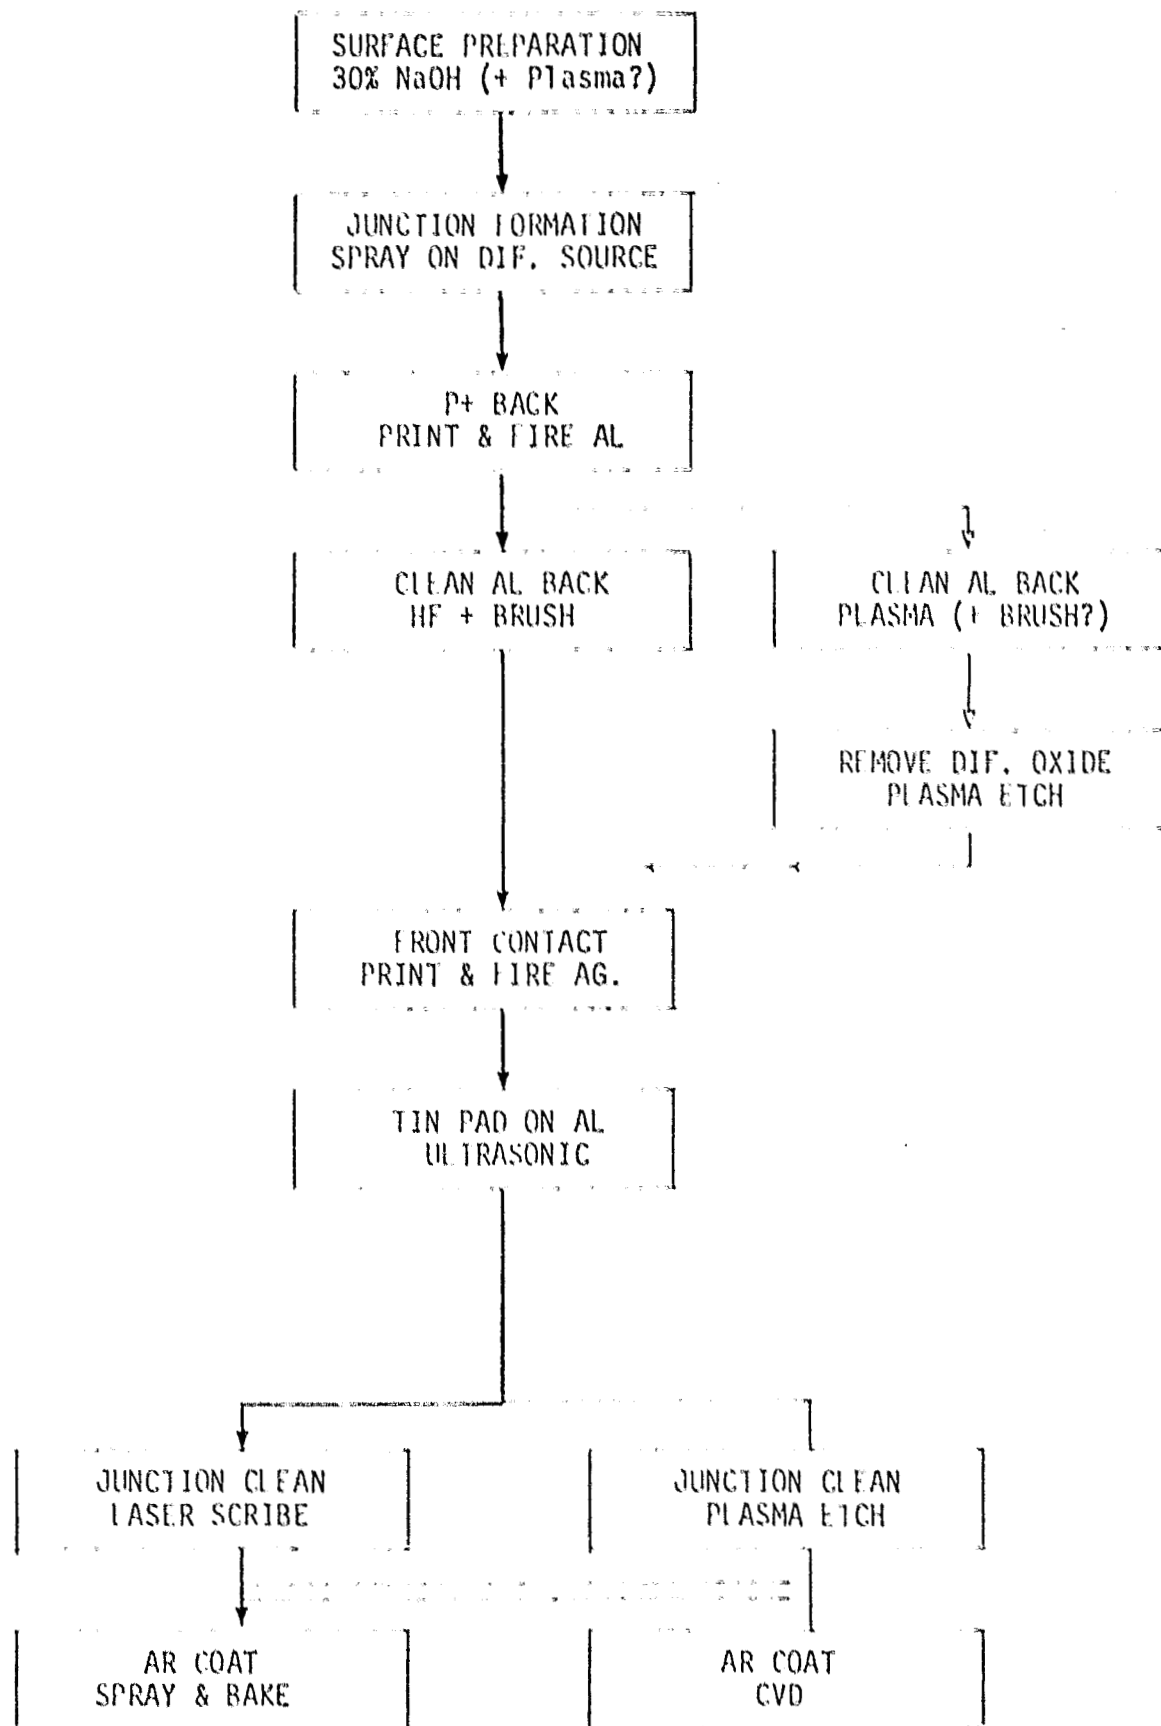 SURFACE PREPARATION
30% NaOH (+ Plasma?)
JUNCTION FORMATION
SPRAY ON DIF. SOURCE
P+ BACK
PRINT & FIRE AL
CLEAN AL BACK
HF + BRUSH
CLEAN AL BACK
PLASMA (+ BRUSH?)
REMOVE DIF. OXIDE
PLASMA ETCH
FRONT CONTACT
PRINT & FIRE AG.
TIN PAD ON AL
ULTRASONIC
JUNCTION CLEAN
LASER SCRIBE
JUNCTION CLEAN
PLASMA ETCH
AR COAT
SPRAY & BAKE
AR COAT
CVD